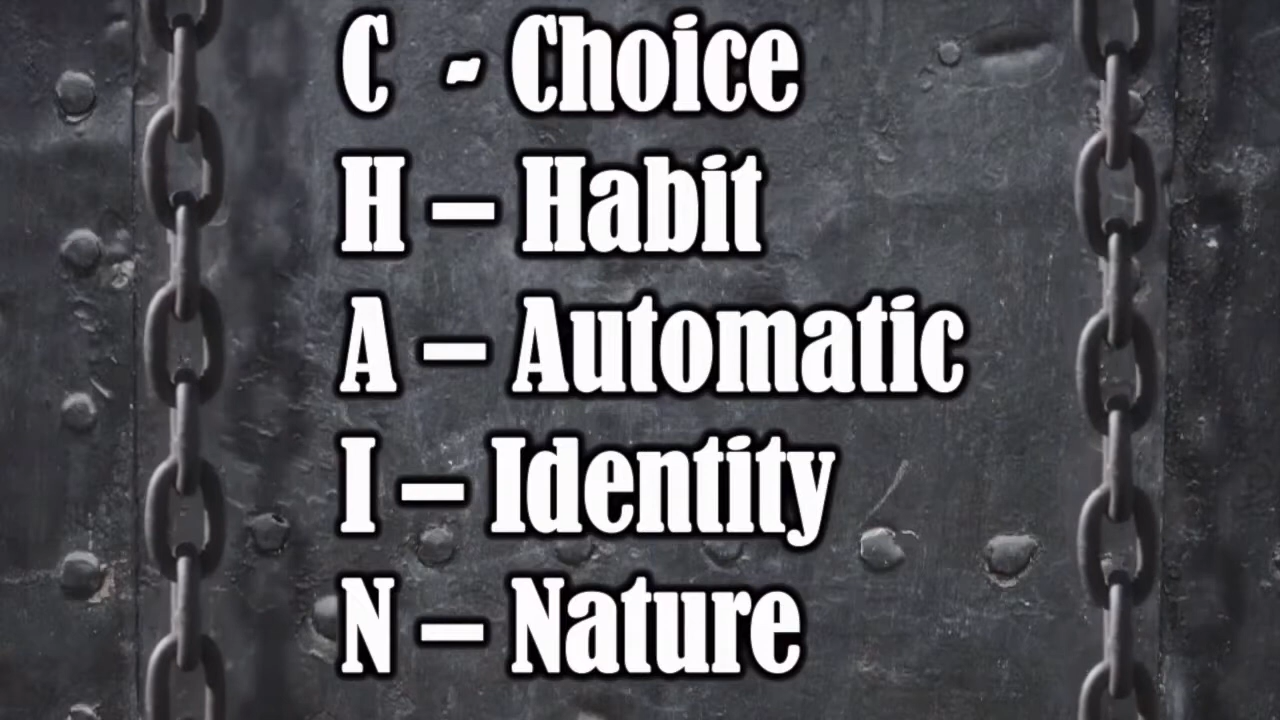 C - Choice
H – Habit
A – Automatic
I – Identity
N – Nature